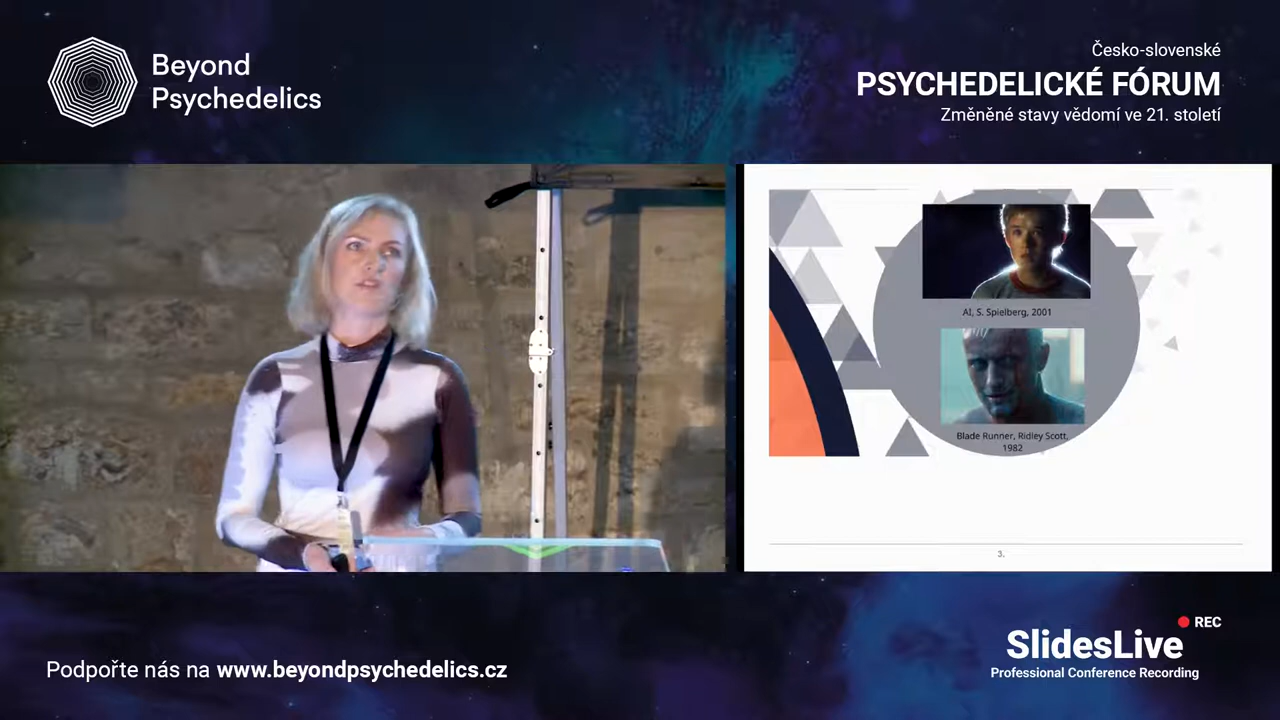 Beyond
Psychedelics
Česko-slovenské
PSYCHEDELICKÉ FÓRUM
Změněné stavy vědomí ve 21. století
AI, S. Spielberg, 2001
Blade Runner, Ridley Scott,
1982
3.
Podpořte nás na www.beyondpsychedelics.cz
REC
SlidesLive
Professional Conference Recording